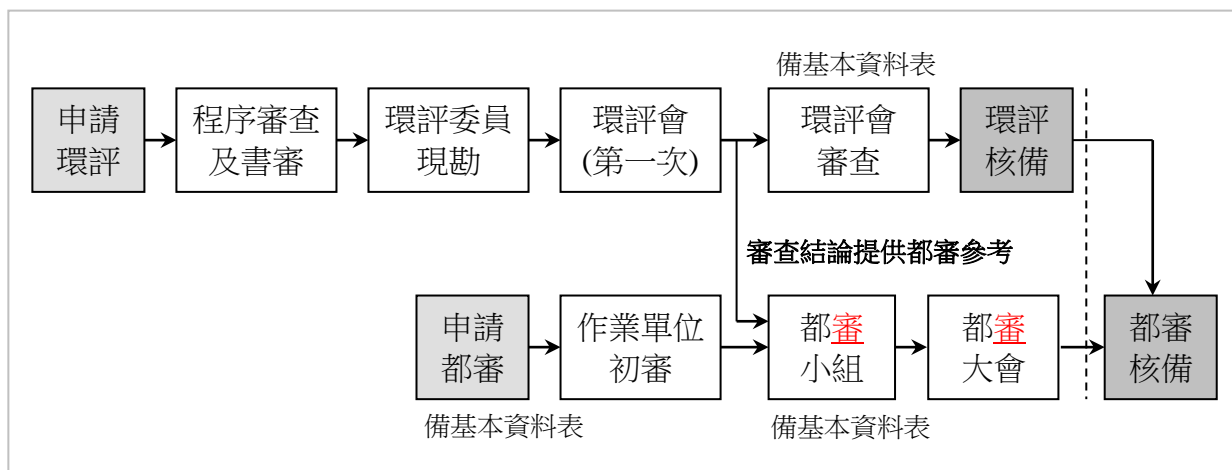 備基本資料表
申請
環評
程序審查
及書審
環評委員
現勘
環評會
(第一次)
環評會
審查
環評
核備
審查結論提供都審參考
申請
都審
作業單位
初審
都審
小組
都審
大會
都審
核備
備基本資料表
備基本資料表